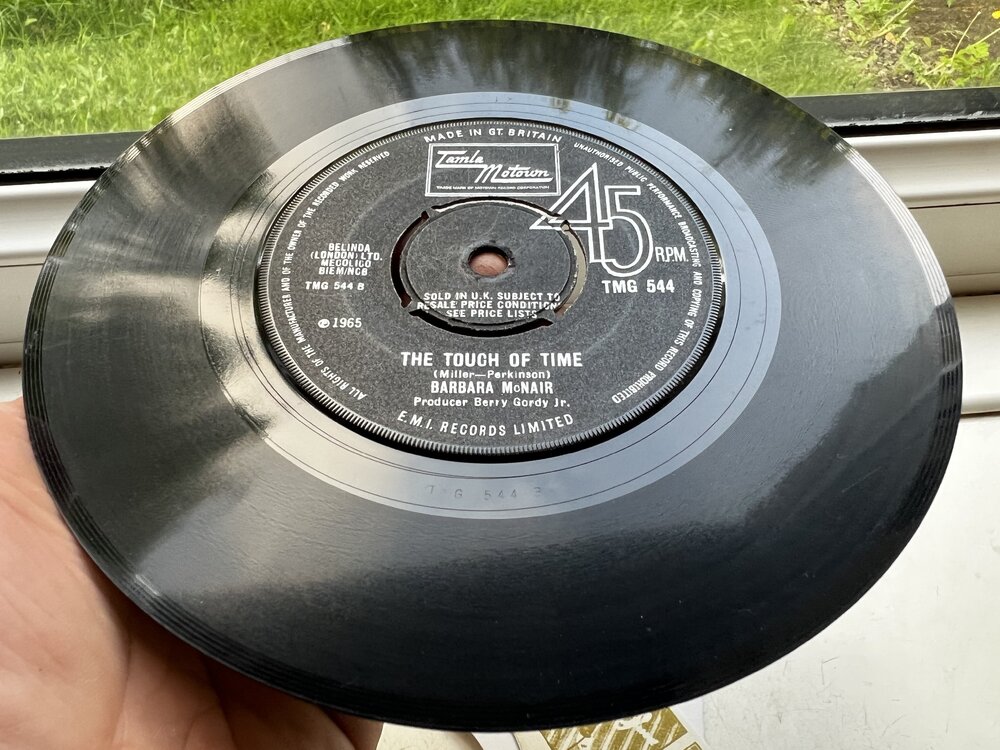 MADE IN GT. BRITAIN
UNAUTHORISED PUBLIC PERFORMANCE BROADCASTING AND COPYING OF THIS RECORD PROHIBITED
ALL RIGHTS OF THE MANUFACTURER AND OF THE OWNER OF THE RECORDED WORK RESERVED
Tamla
Motown
TRADE MARK OF MOTOWN RECORD CORPORATION
45
RPM.
BELINDA
(LONDON) LTD.
MECOLICO
BIEM/NCB
TMG 544 B
TMG 544
SOLD IN U.K. SUBJECT TO
RESALE PRICE CONDITIONS
SEE PRICE LISTS
℗1965
THE TOUCH OF TIME
(Miller—Perkinson)
BARBARA McNAIR
Producer Berry Gordy Jr.
E.M.I. RECORDS LIMITED
544